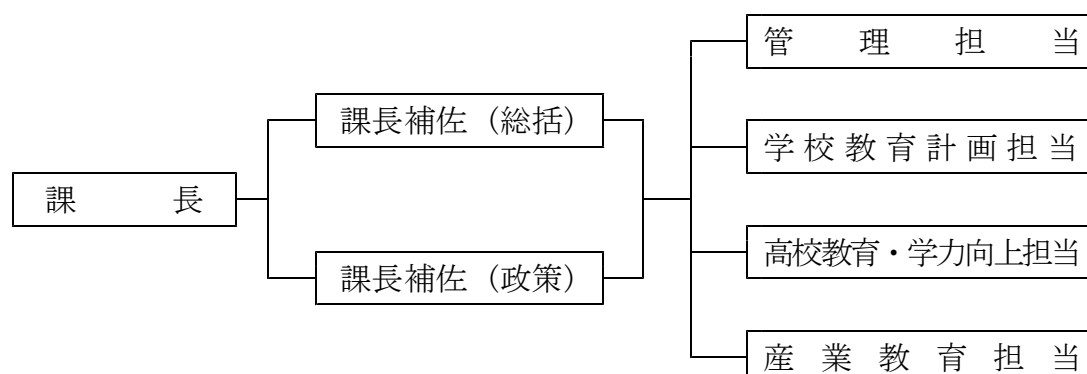 課長
課長補佐（総括）
課長補佐（政策）
管理担当
学校教育計画担当
高校教育・学力向上担当
産業教育担当